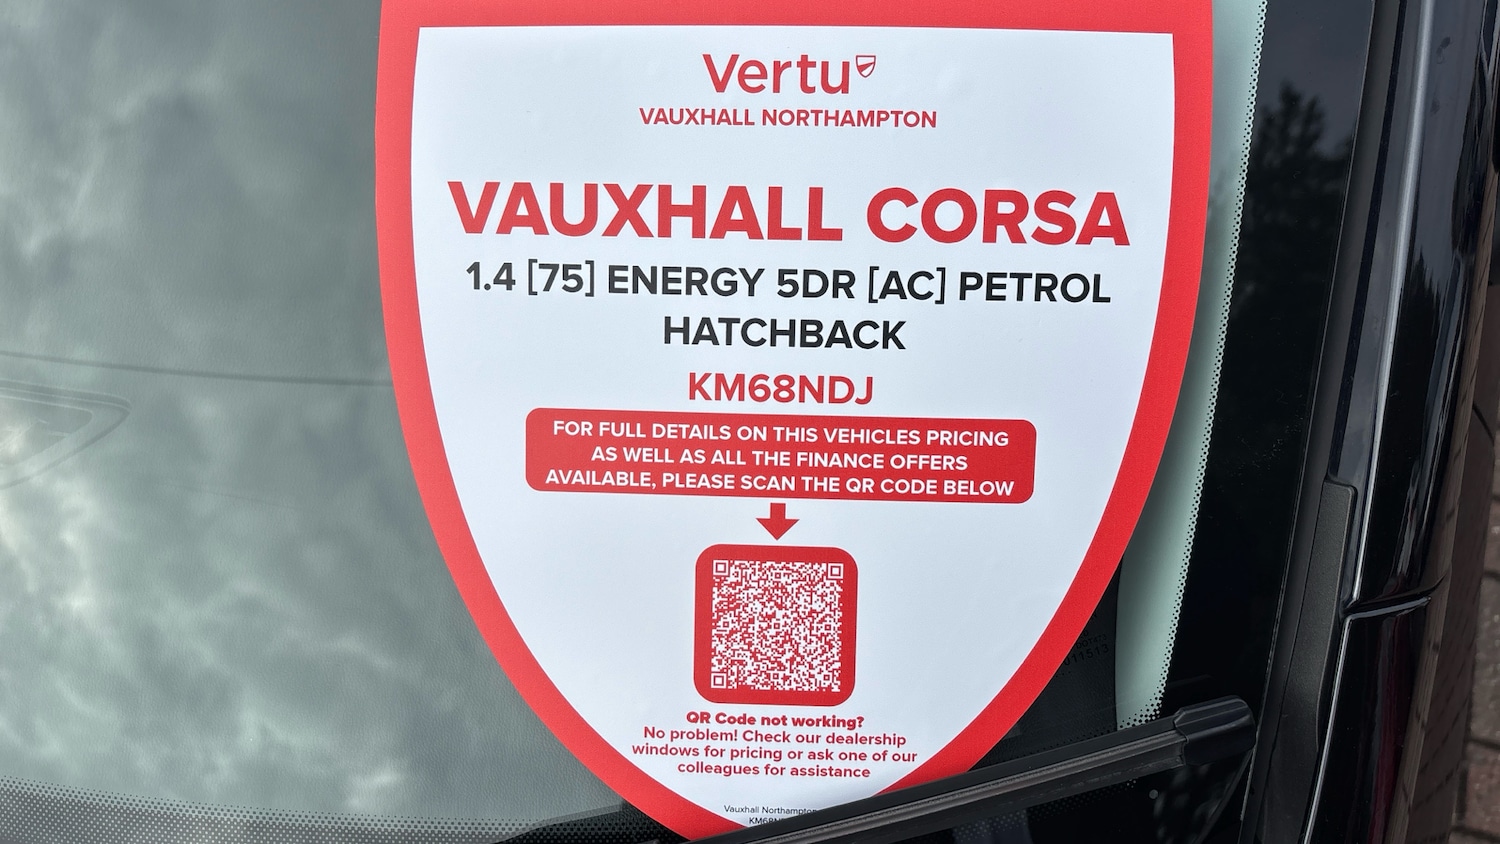 Vertu
VAUXHALL NORTHAMPTON
VAUXHALL CORSA
1.4 [75] ENERGY 5DR [AC] PETROL
HATCHBACK
KM68NDJ
FOR FULL DETAILS ON THIS VEHICLES PRICING
AS WELL AS ALL THE FINANCE OFFERS
AVAILABLE, PLEASE SCAN THE QR CODE BELOW
QR Code not working?
No problem! Check our dealership
windows for pricing or ask one of our
colleagues for assistance
Vauxhall Northampton